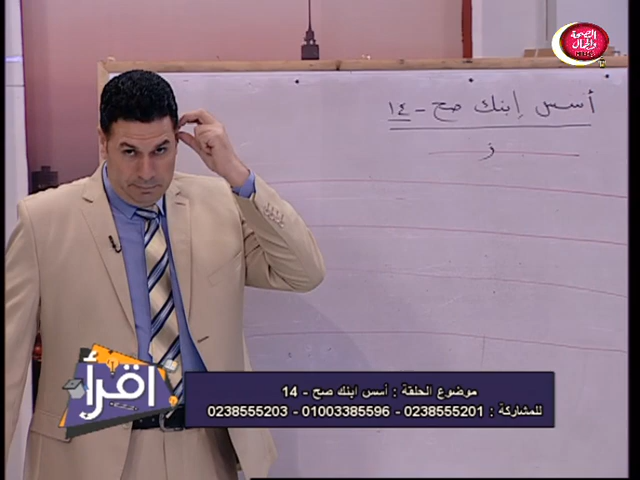 الصحة
والجمال
أسس إبنك صح - ١٤
ز
اقرأ
موضوع الحلقة : أسس ابنك صح - 14
للمشاركة : 0238555201 - 01003385596 - 0238555203